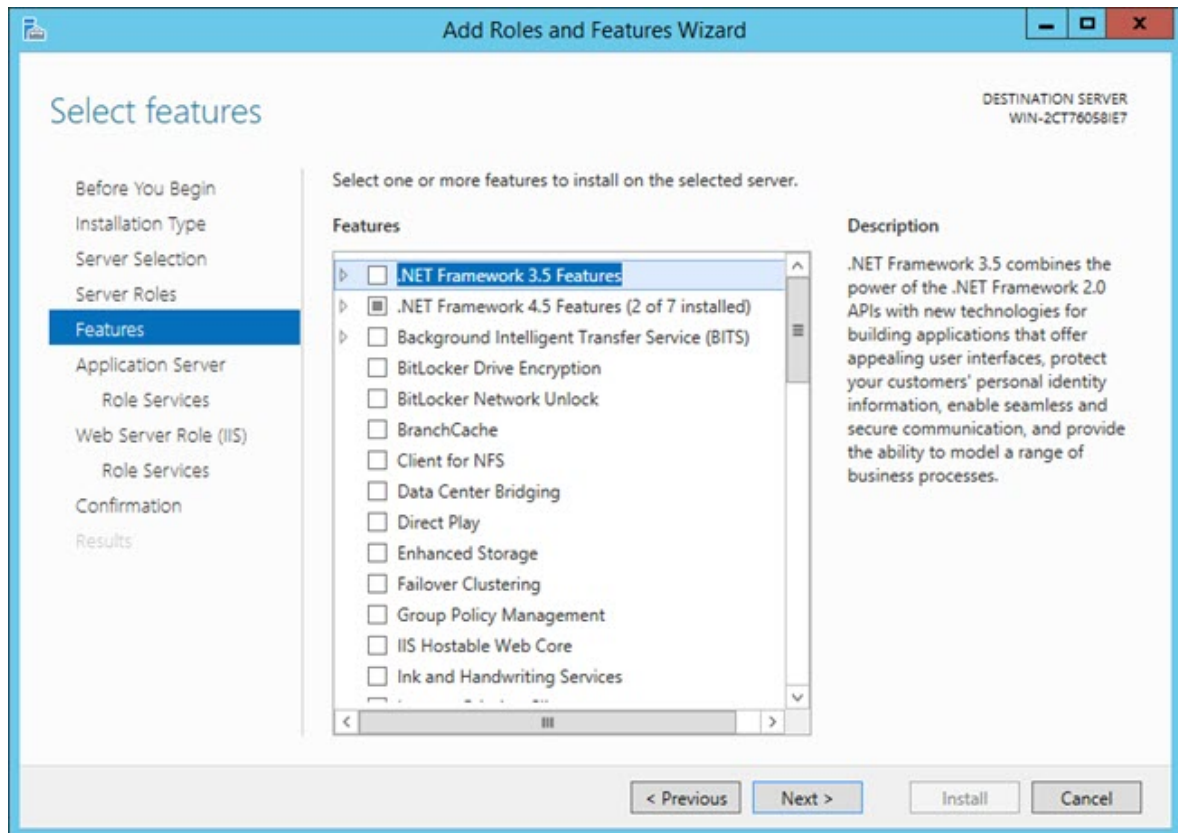 Add Roles and Features Wizard
Select features
DESTINATION SERVER
WIN-2CT76058IE7
Before You Begin
Installation Type
Server Selection
Server Roles
Features
Application Server
Role Services
Web Server Role (IIS)
Role Services
Confirmation
Results
Select one or more features to install on the selected server.
Features
.NET Framework 3.5 Features
.NET Framework 4.5 Features (2 of 7 installed)
Background Intelligent Transfer Service (BITS)
BitLocker Drive Encryption
BitLocker Network Unlock
BranchCache
Client for NFS
Data Center Bridging
Direct Play
Enhanced Storage
Failover Clustering
Group Policy Management
IIS Hostable Web Core
Ink and Handwriting Services
Description
.NET Framework 3.5 combines the
power of the .NET Framework 2.0
APIs with new technologies for
building applications that offer
appealing user interfaces, protect
your customers' personal identity
information, enable seamless and
secure communication, and provide
the ability to model a range of
business processes.
< Previous
Next >
Install
Cancel